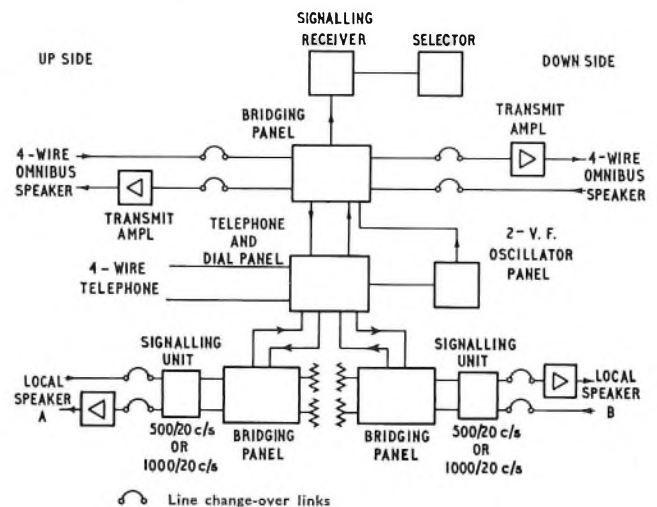 SIGNALLING
RECEIVER
SELECTOR
UP SIDE
DOWN SIDE
BRIDGING
PANEL
TRANSMIT
AMPL
4-WIRE
OMNIBUS
SPEAKER
4-WIRE
OMNIBUS
SPEAKER
TRANSMIT
AMPL
TELEPHONE
AND
DIAL PANEL
2-V.F.
OSCILLATOR
PANEL
4-WIRE
TELEPHONE
SIGNALLING
UNIT
SIGNALLING
UNIT
LOCAL
SPEAKER
A
LOCAL
SPEAKER
B
500/20 c/s
OR
1000/20 c/s
BRIDGING
PANEL
BRIDGING
PANEL
500/20 c/s
OR
1000/20 c/s
Line change-over links